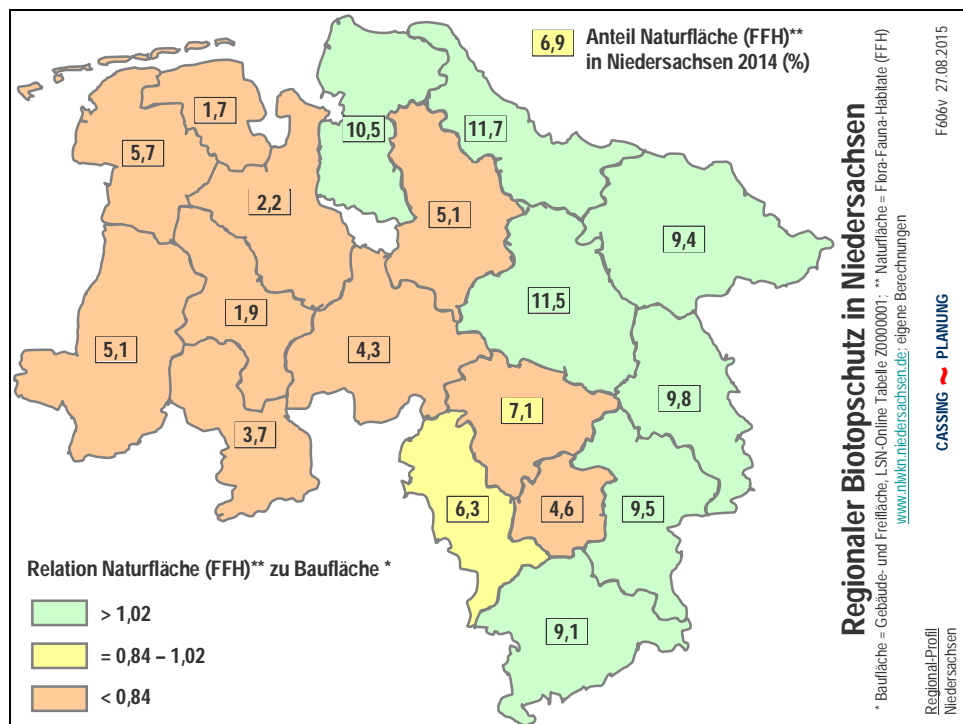 6,9 Anteil Naturfläche (FFH)**
in Niedersachsen 2014 (%)
1,7
10,5
11,7
5,7
2,2
5,1
9,4
11,5
1,9
5,1
4,3
9,8
7,1
3,7
6,3
4,6
9,5
9,1
Relation Naturfläche (FFH)** zu Baufläche *
> 1,02
= 0,84 – 1,02
< 0,84
Regionaler Biotopschutz in Niedersachsen
* Baufläche = Gebäude- und Freifläche, LSN-Online Tabelle Z0000001; ** Naturfläche = Flora-Fauna-Habitate (FFH)
www.nlwkn.niedersachsen.de; eigene Berechnungen
Regional-Profil
Niedersachsen
CASSING ~ PLANUNG
F606v 27.08.2015